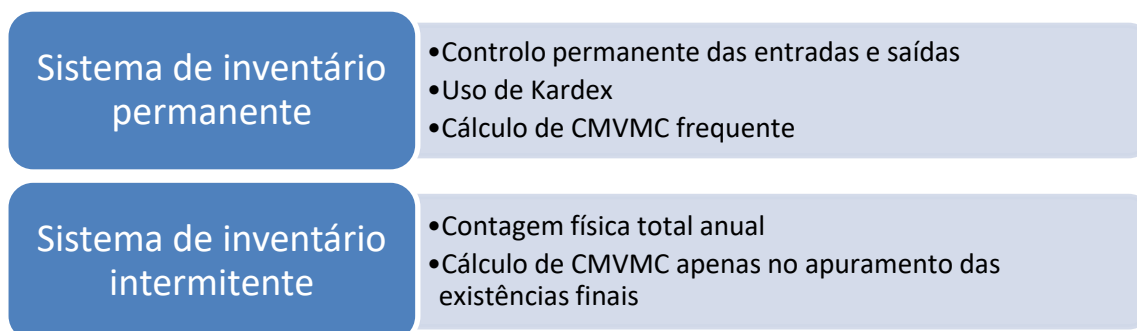 Sistema de inventário
permanente
•Controlo permanente das entradas e saídas
•Uso de Kardex
•Cálculo de CMVMC frequente
Sistema de inventário
intermitente
•Contagem física total anual
•Cálculo de CMVMC apenas no apuramento das
existências finais